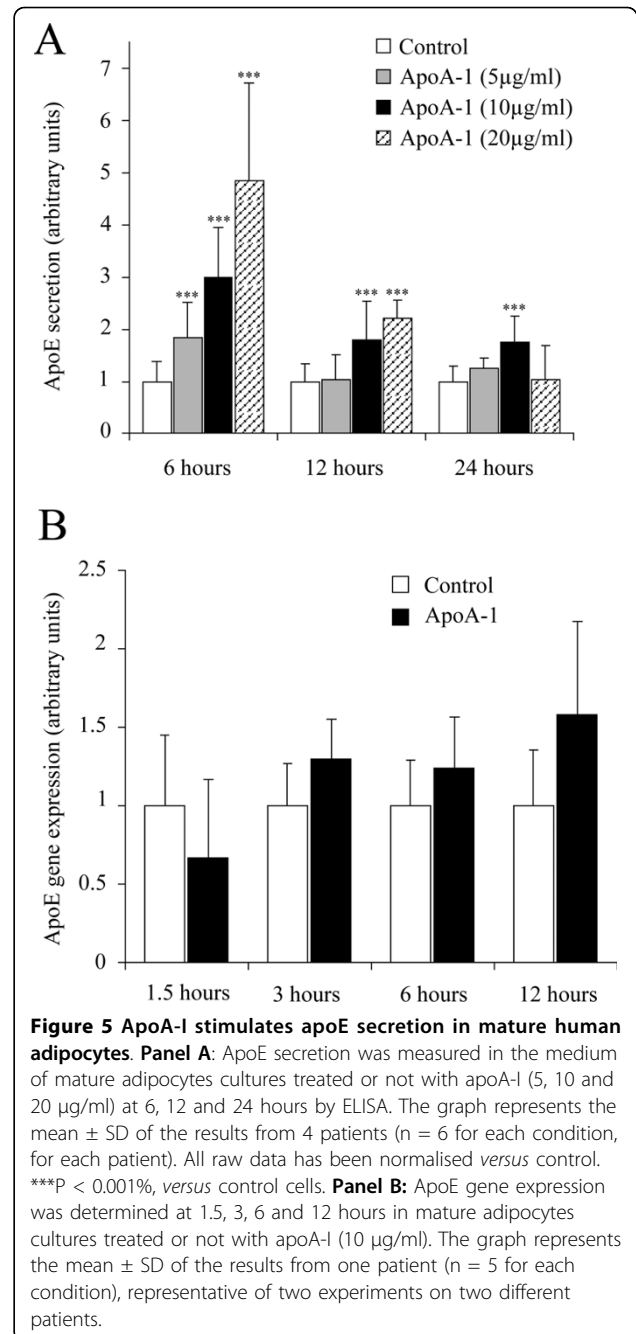 A
Control
ApoA-1 (5µg/ml)
ApoA-1 (10µg/ml)
ApoA-1 (20µg/ml)
ApoE secretion (arbitrary units)
7
6
5
4
3
2
1
0
*** *** ***
*** ***
***
6 hours 12 hours 24 hours
B
Control
ApoA-1
ApoE gene expression (arbitrary units)
2.5
2
1.5
1
0.5
0
1.5 hours 3 hours 6 hours 12 hours
Figure 5 ApoA-I stimulates apoE secretion in mature human
adipocytes. Panel A: ApoE secretion was measured in the medium
of mature adipocytes cultures treated or not with apoA-I (5, 10 and
20 µg/ml) at 6, 12 and 24 hours by ELISA. The graph represents the
mean ± SD of the results from 4 patients (n = 6 for each condition,
for each patient). All raw data has been normalised versus control.
***P < 0.001%, versus control cells. Panel B: ApoE gene expression
was determined at 1.5, 3, 6 and 12 hours in mature adipocytes
cultures treated or not with apoA-I (10 µg/ml). The graph represents
the mean ± SD of the results from one patient (n = 5 for each
condition), representative of two experiments on two different
patients.